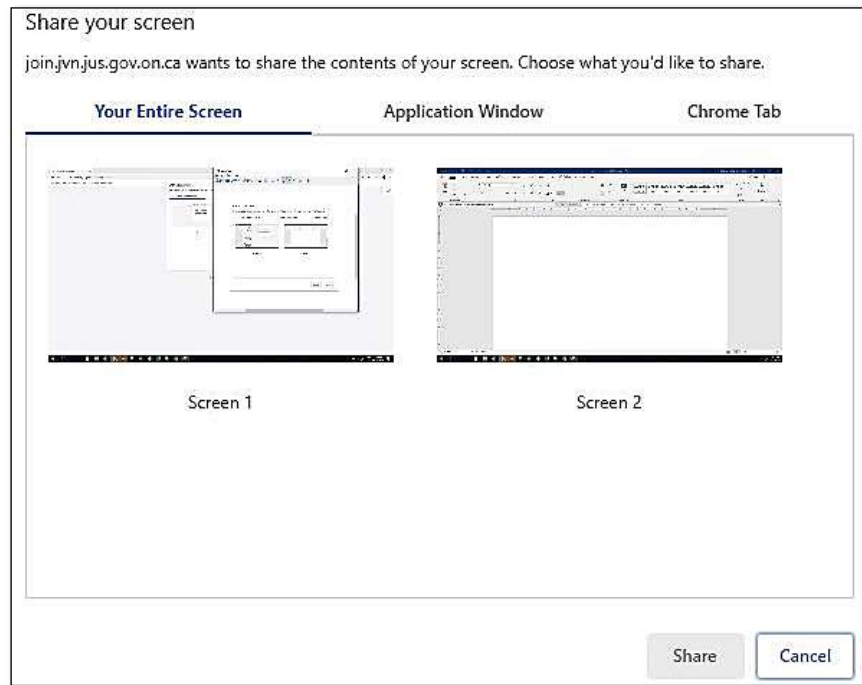 Share your screen
join.jvn.jus.gov.on.ca wants to share the contents of your screen. Choose what you'd like to share.
Your Entire Screen Application Window Chrome Tab
Screen 1 Screen 2
Share Cancel